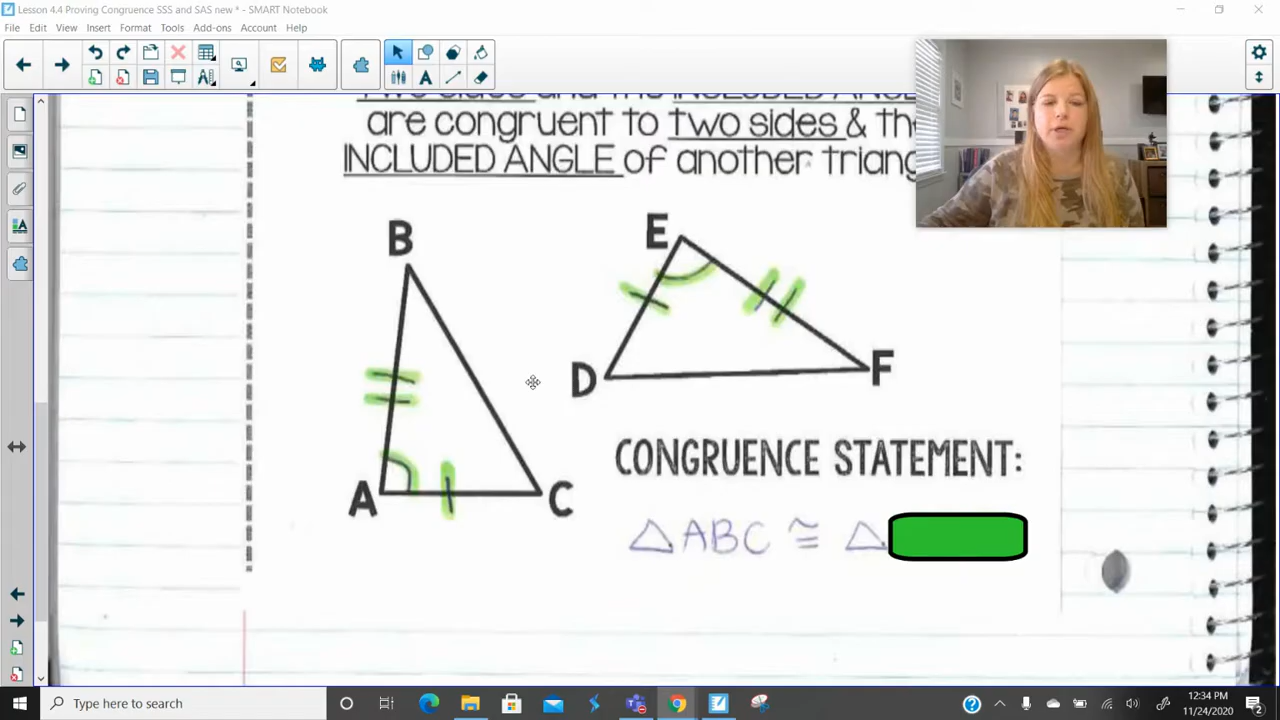 Lesson 4.4 Proving Congruence SSS and SAS new * - SMART Notebook
File Edit View Insert Format Tools Add-ons Account Help
are congruent to two sides & the
INCLUDED ANGLE of another
B
E
D
F
A
C
CONGRUENCE STATEMENT:
△ABC ≅ △
Type here to search
12:34 PM
11/24/2020
2